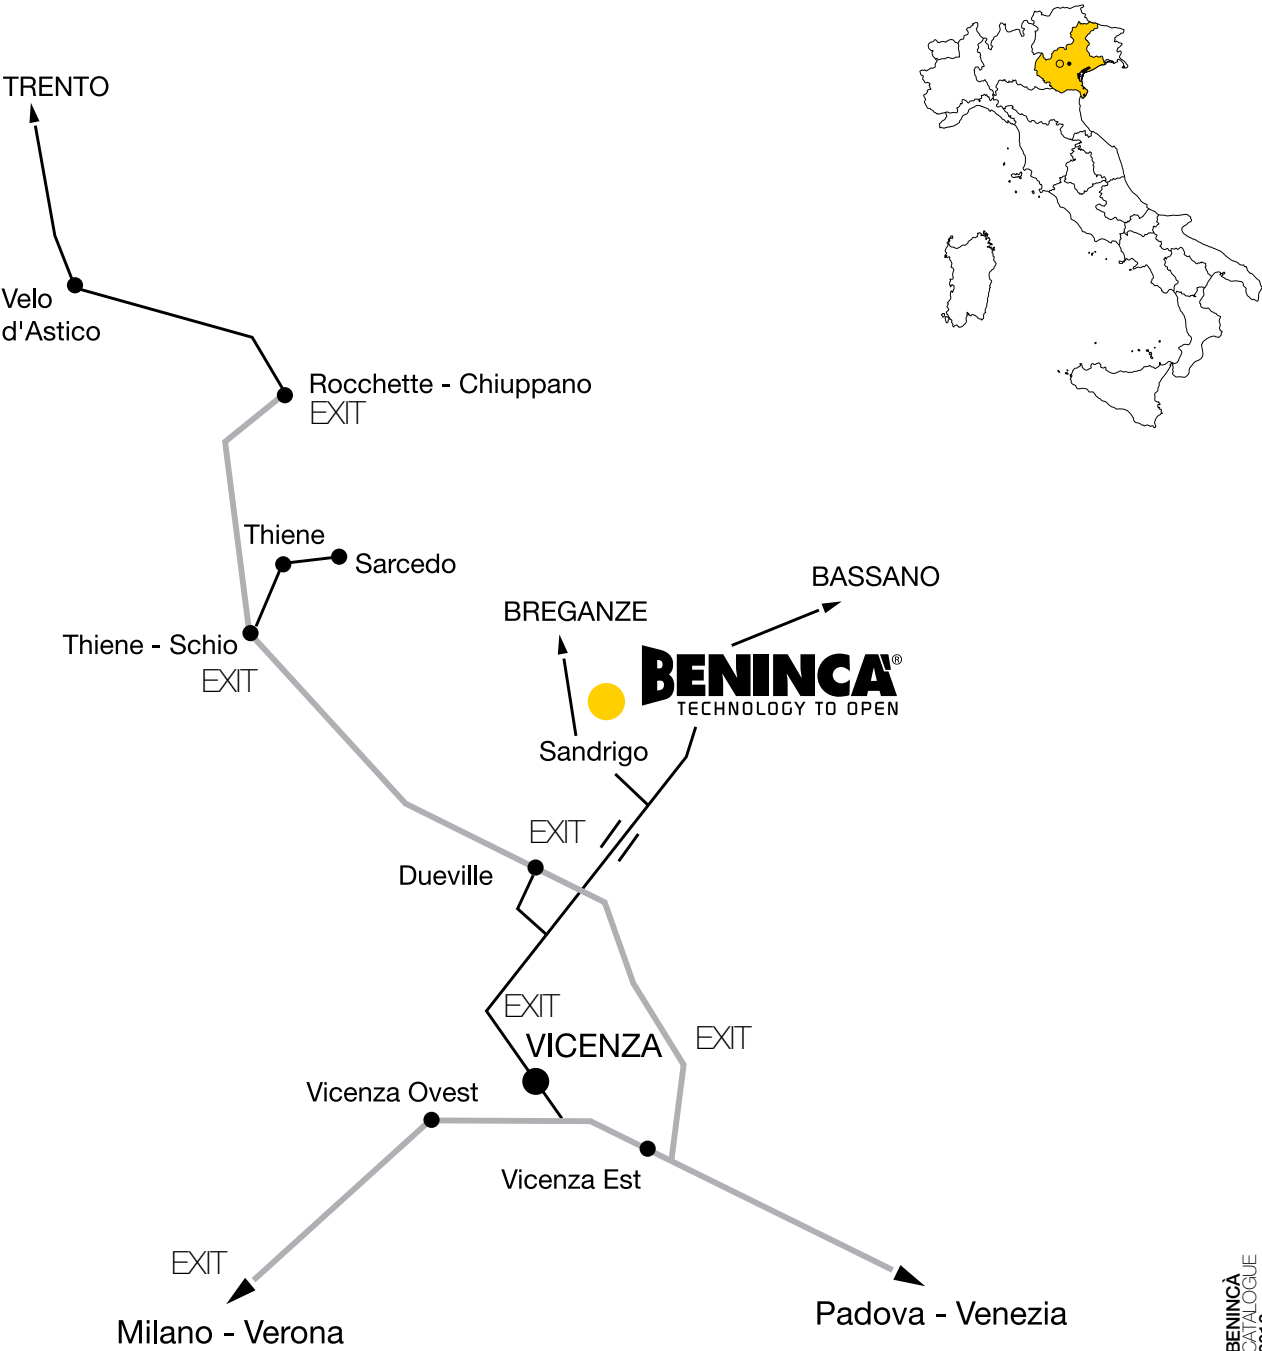 TRENTO
Velo
d'Astico
Rocchette - Chiuppano
EXIT
Thiene
Sarcedo
BASSANO
BREGANZE
Thiene - Schio
EXIT
BENINCÀ®
TECHNOLOGY TO OPEN
Sandrigo
EXIT
Dueville
EXIT
VICENZA
EXIT
Vicenza Ovest
Vicenza Est
EXIT
Milano - Verona
Padova - Venezia
BENINCÀ
CATALOGUE